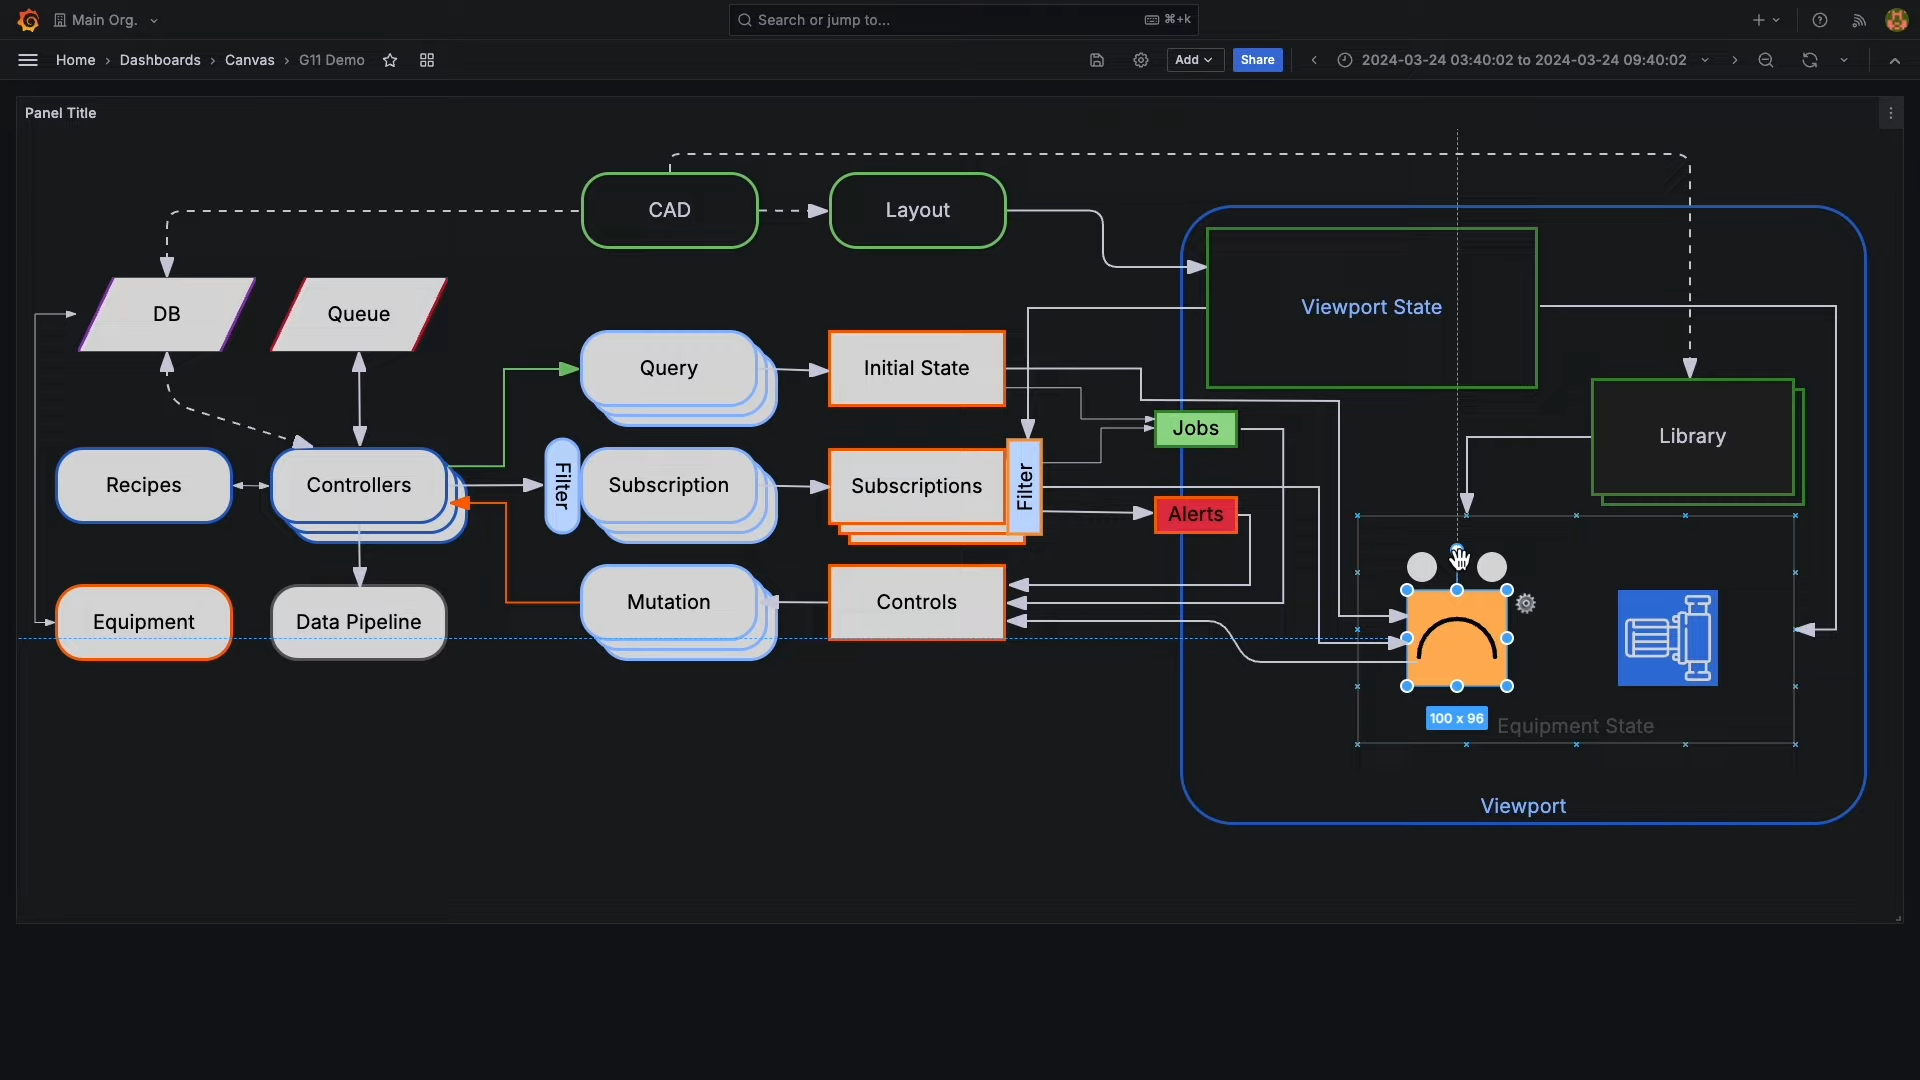 Main Org.
Search or jump to...
⌘+k
Home › Dashboards › Canvas › G11 Demo
Add
Share
2024-03-24 03:40:02 to 2024-03-24 09:40:02
Panel Title
CAD
Layout
DB
Queue
Viewport State
Query
Initial State
Jobs
Library
Recipes
Controllers
Filter
Subscription
Subscriptions
Filter
Alerts
Equipment
Data Pipeline
Mutation
Controls
100 x 96
Equipment State
Viewport